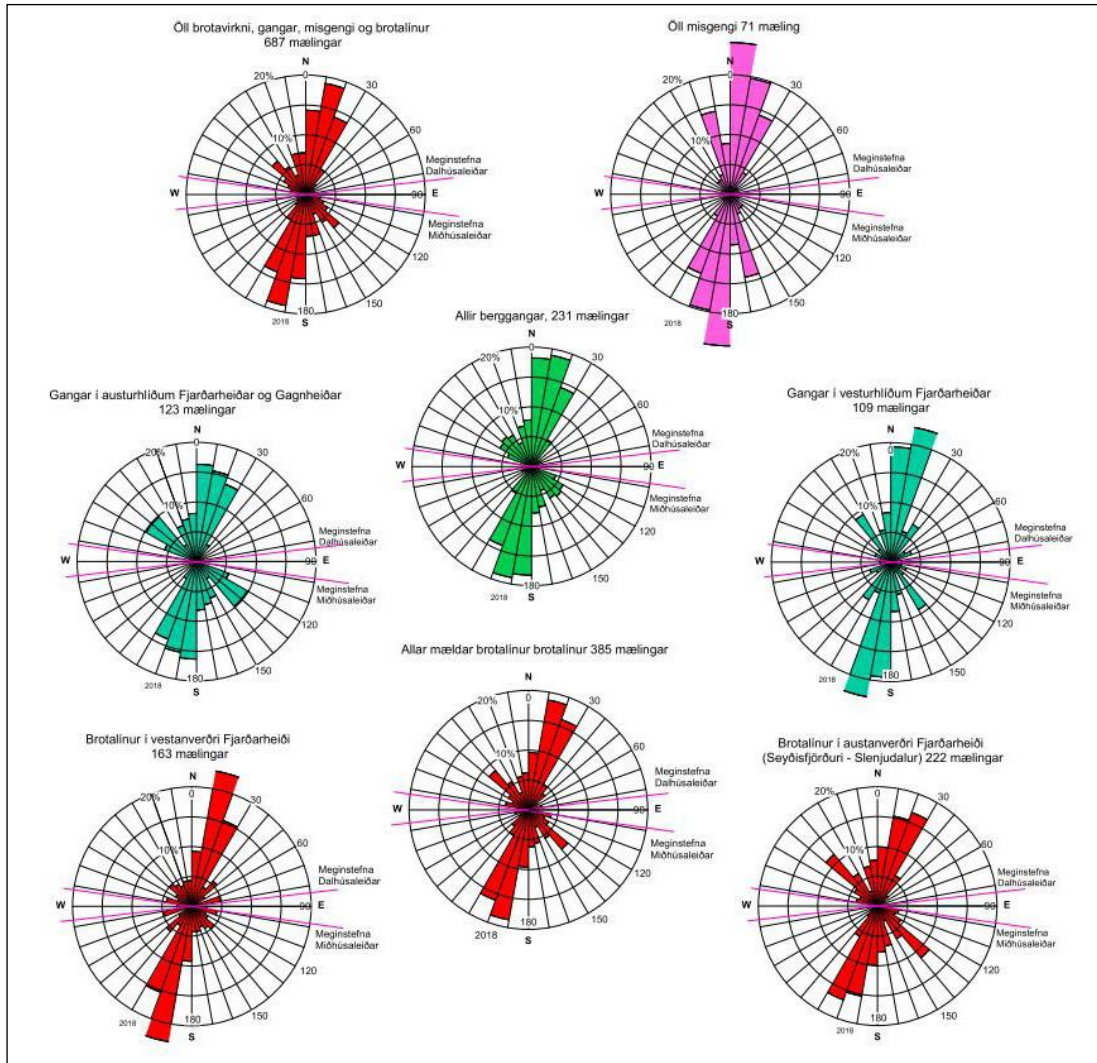 Öll brotavirkni, gangar, misgengi og brotalínur
687 mælingar
N
0
20%
30
10%
60
Meginstefna
Dalhúsaleiðar
W
90
E
Meginstefna
Miðhúsaleiðar
120
150
180
S
2018
Öll misgengi 71 mæling
N
0
20%
30
10%
60
Meginstefna
Dalhúsaleiðar
W
90
E
Meginstefna
Miðhúsaleiðar
120
150
180
S
2018
Allir berggangar, 231 mælingar
N
0
20%
30
10%
60
Meginstefna
Dalhúsaleiðar
W
90
E
Meginstefna
Miðhúsaleiðar
120
150
180
S
2018
Gangar í austurhlíðum Fjarðarheiðar og Gagnheiðar
123 mælingar
N
0
20%
30
10%
60
Meginstefna
Dalhúsaleiðar
W
90
E
Meginstefna
Miðhúsaleiðar
120
150
180
S
2018
Gangar í vesturhlíðum Fjarðarheiðar
109 mælingar
N
0
20%
30
10%
60
Meginstefna
Dalhúsaleiðar
W
90
E
Meginstefna
Miðhúsaleiðar
120
150
180
S
2018
Allar mældar brotalínur brotalínur 385 mælingar
N
0
20%
30
10%
60
Meginstefna
Dalhúsaleiðar
W
90
E
Meginstefna
Miðhúsaleiðar
120
150
180
S
2018
Brotalínur í vestanverðri Fjarðarheiði
163 mælingar
N
0
20%
30
10%
60
Meginstefna
Dalhúsaleiðar
W
90
E
Meginstefna
Miðhúsaleiðar
120
150
180
S
2018
Brotalínur í austanverðri Fjarðarheiði
(Seyðisfjörðuri - Slenjudalur) 222 mælingar
N
0
20%
30
10%
60
Meginstefna
Dalhúsaleiðar
W
90
E
Meginstefna
Miðhúsaleiðar
120
150
180
S
2018